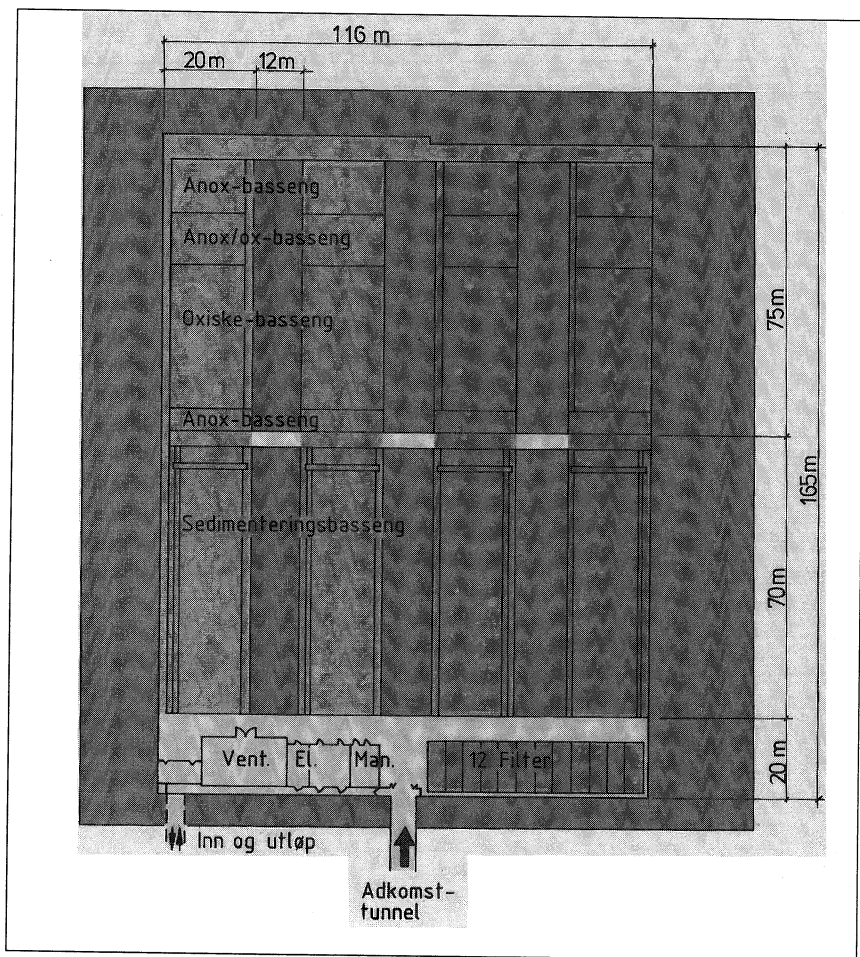 116 m
20m
12m
Anox-basseng
Anox/ox-basseng
Oxiske-basseng
75m
Anox-basseng
165m
Sedimenteringsbasseng
70m
Vent.
El.
Man.
12 Filter
20 m
Inn og utløp
Adkomst-
tunnel